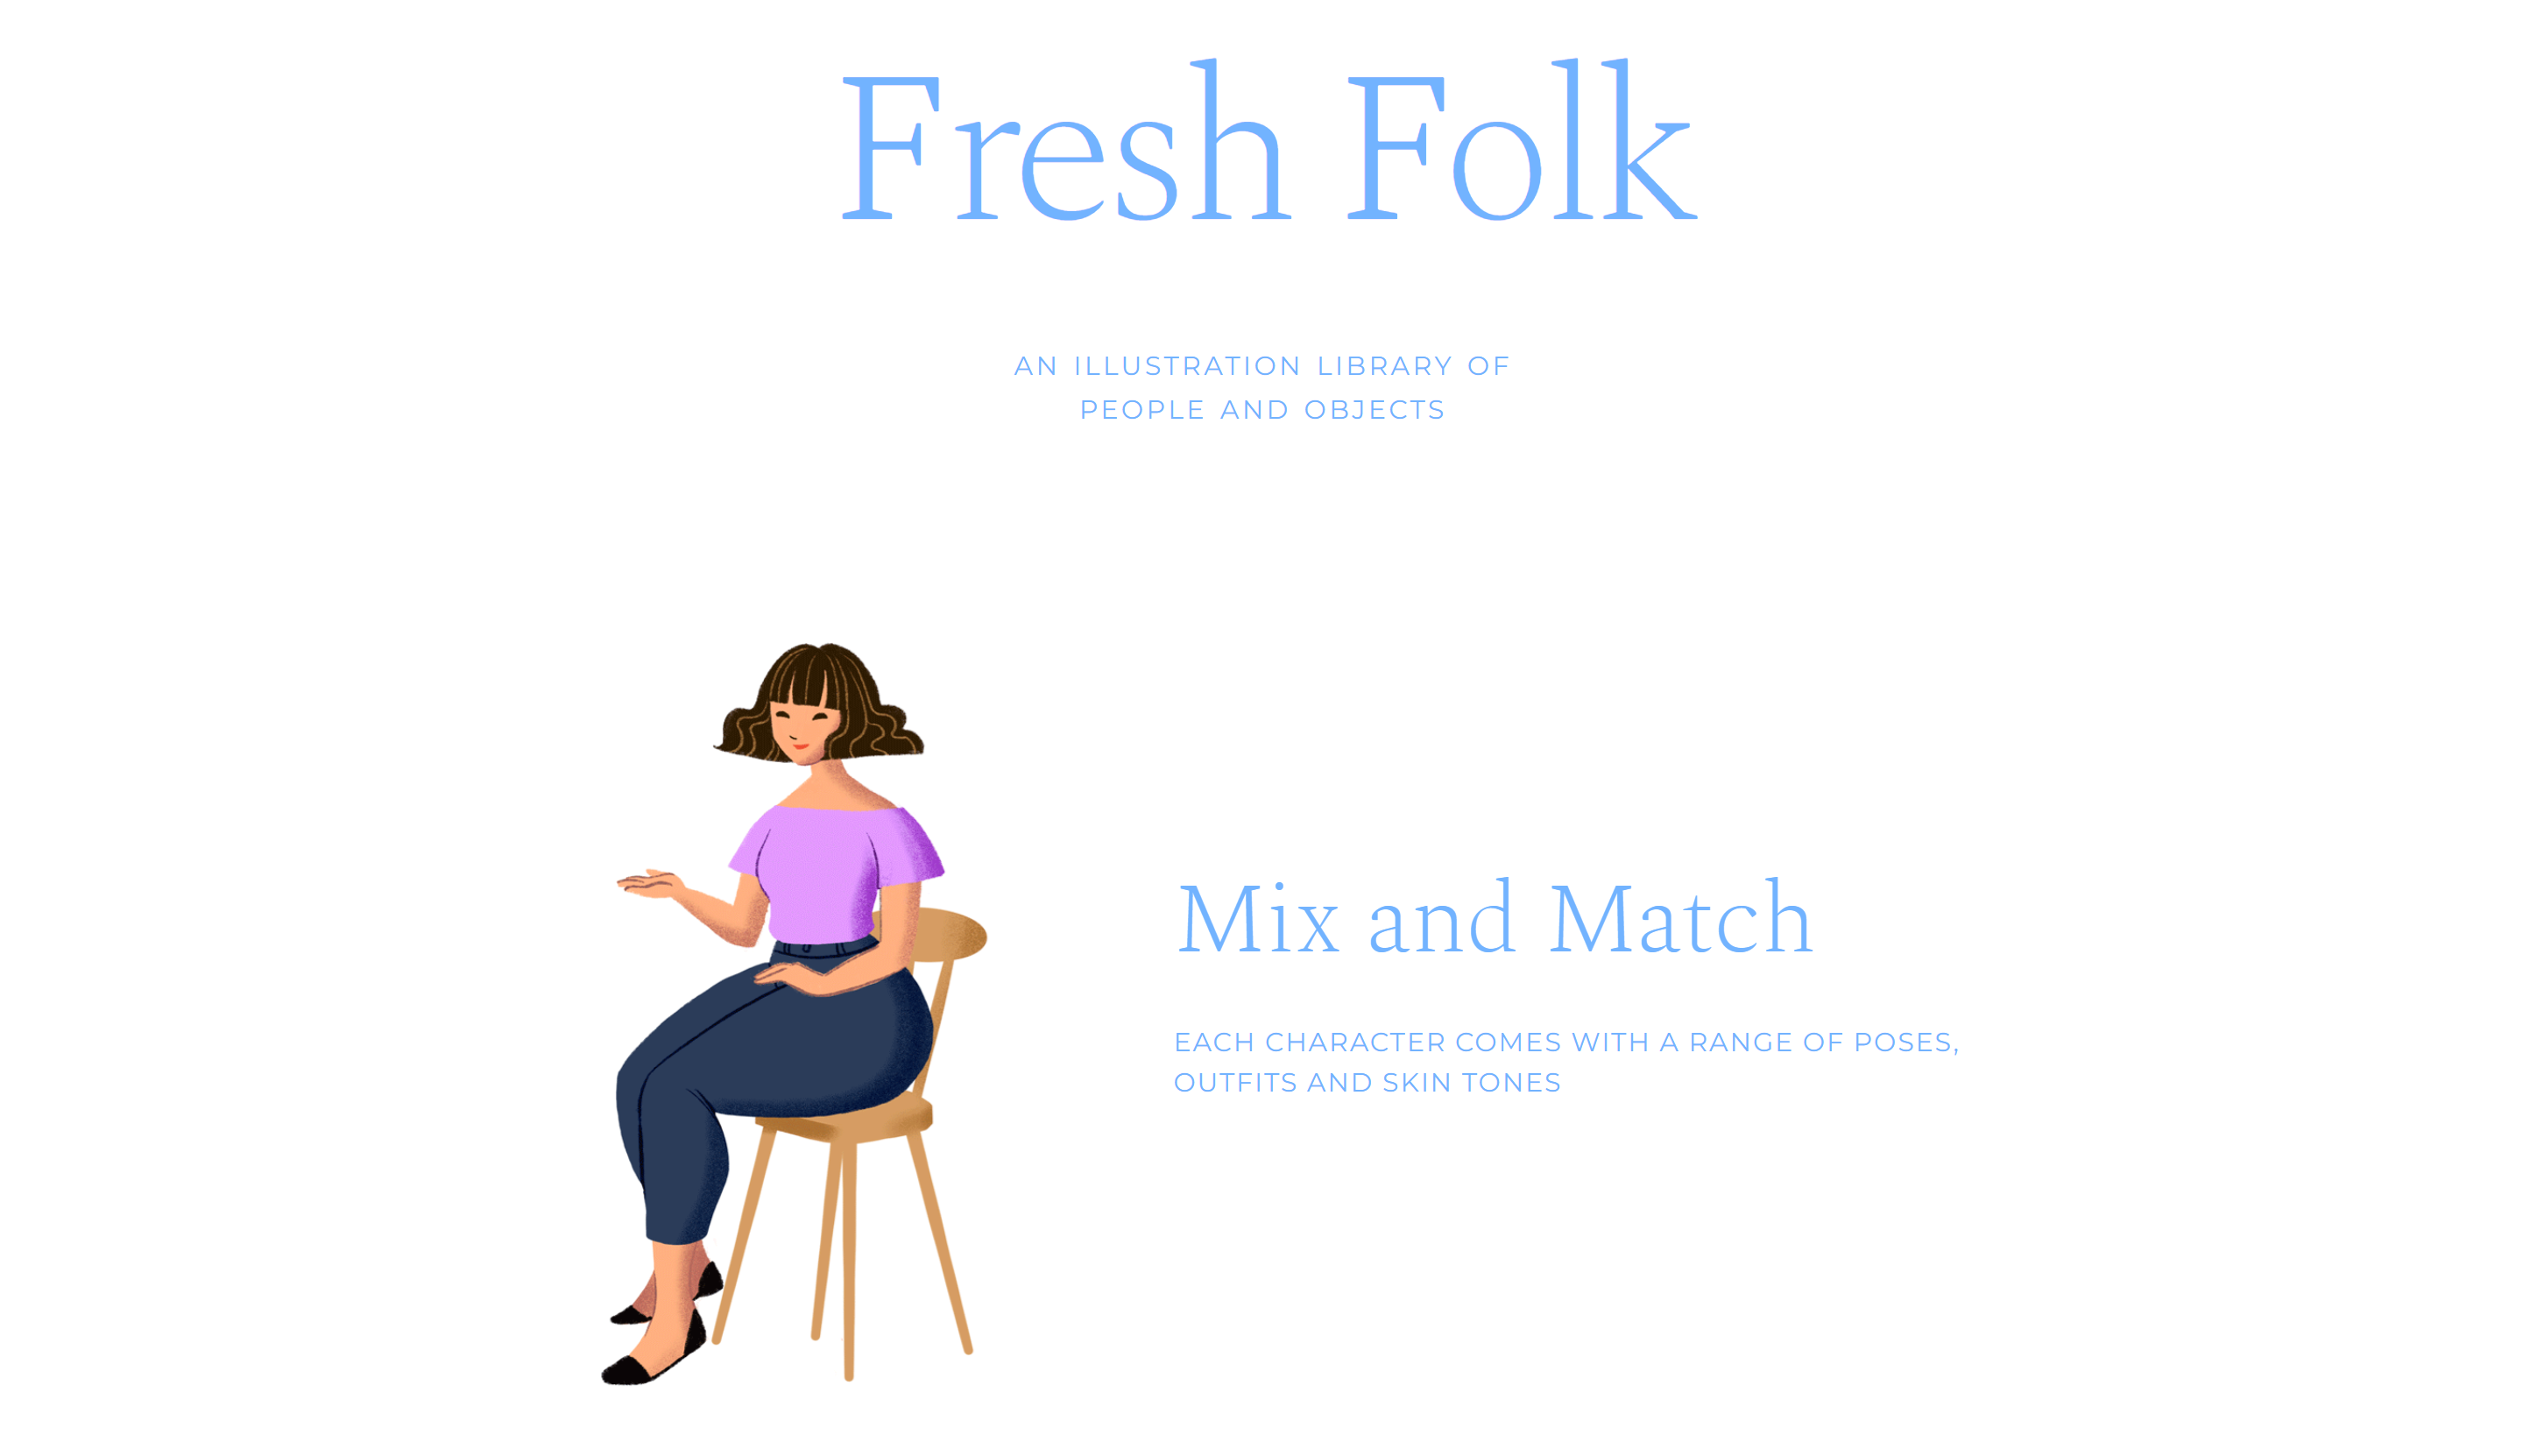 Fresh Folk
AN ILLUSTRATION LIBRARY OF
PEOPLE AND OBJECTS
Mix and Match
EACH CHARACTER COMES WITH A RANGE OF POSES,
OUTFITS AND SKIN TONES